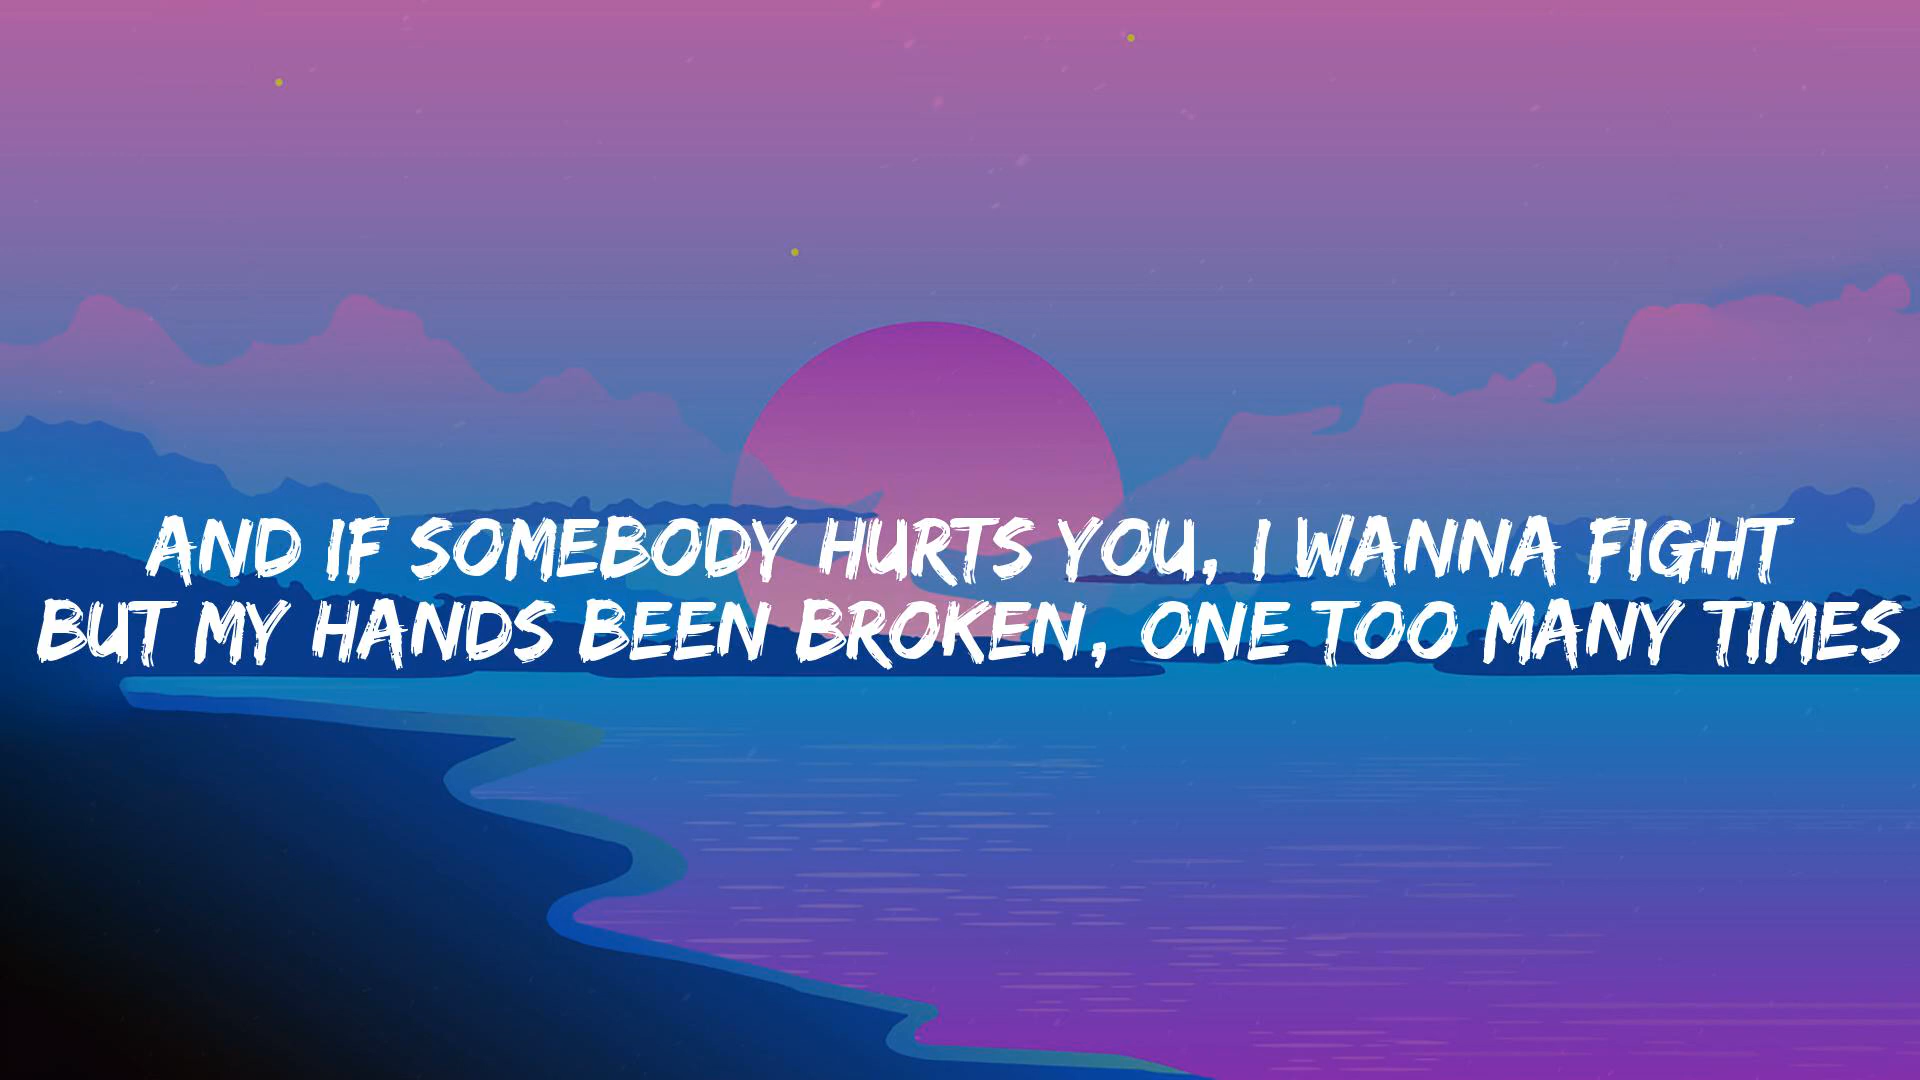 AND IF SOMEBODY HURTS YOU, I WANNA FIGHT
BUT MY HANDS BEEN BROKEN, ONE TOO MANY TIMES